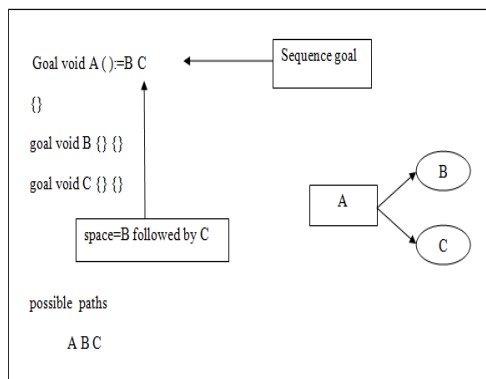 Goal void A ( ):=B C
Sequence goal
{}
goal void B {} {}
goal void C {} {}
B
A
C
space=B followed by C
possible paths
A B C